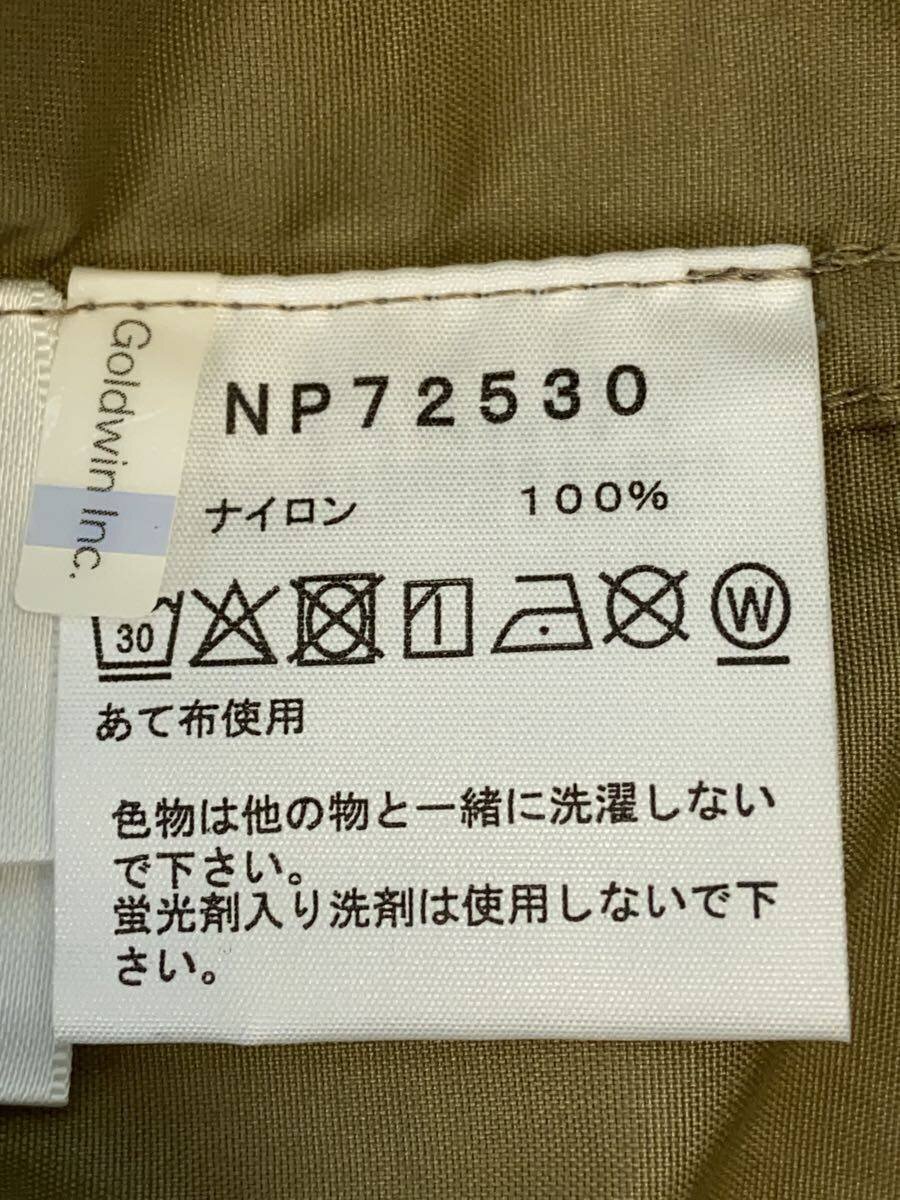 Goldwin Inc.
NP72530
ナイロン 100%
30 W
あて布使用
色物は他の物と一緒に洗濯しない
で下さい。
蛍光剤入り洗剤は使用しないで下
さい。